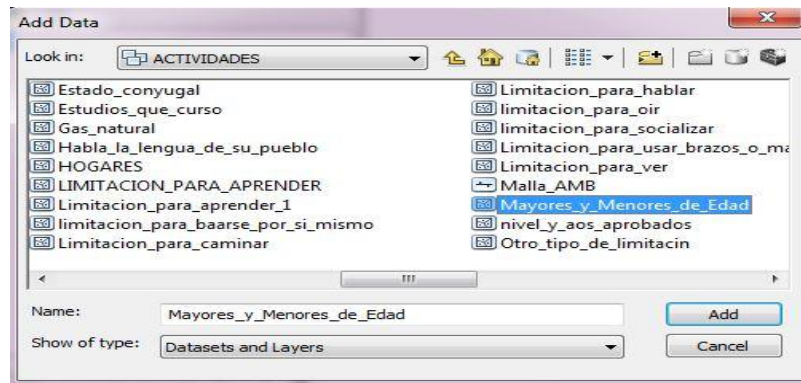 Add Data
Look in: ACTIVIDADES
Estado_conyugal
Estudios_que_curso
Gas_natural
Habla_la_lengua_de_su_pueblo
HOGARES
LIMITACION_PARA_APRENDER
Limitacion_para_aprender_1
limitacion_para_baarse_por_si_mismo
Limitacion_para_caminar
Limitacion_para_hablar
limitacion_para_oir
limitacion_para_socializar
Limitacion_para_usar_brazos_o_ma
Limitacion_para_ver
Malla_AMB
Mayores_y_Menores_de_Edad
nivel_y_aos_aprobados
Otro_tipo_de_limitacin
Name: Mayores_y_Menores_de_Edad Add
Show of type: Datasets and Layers Cancel